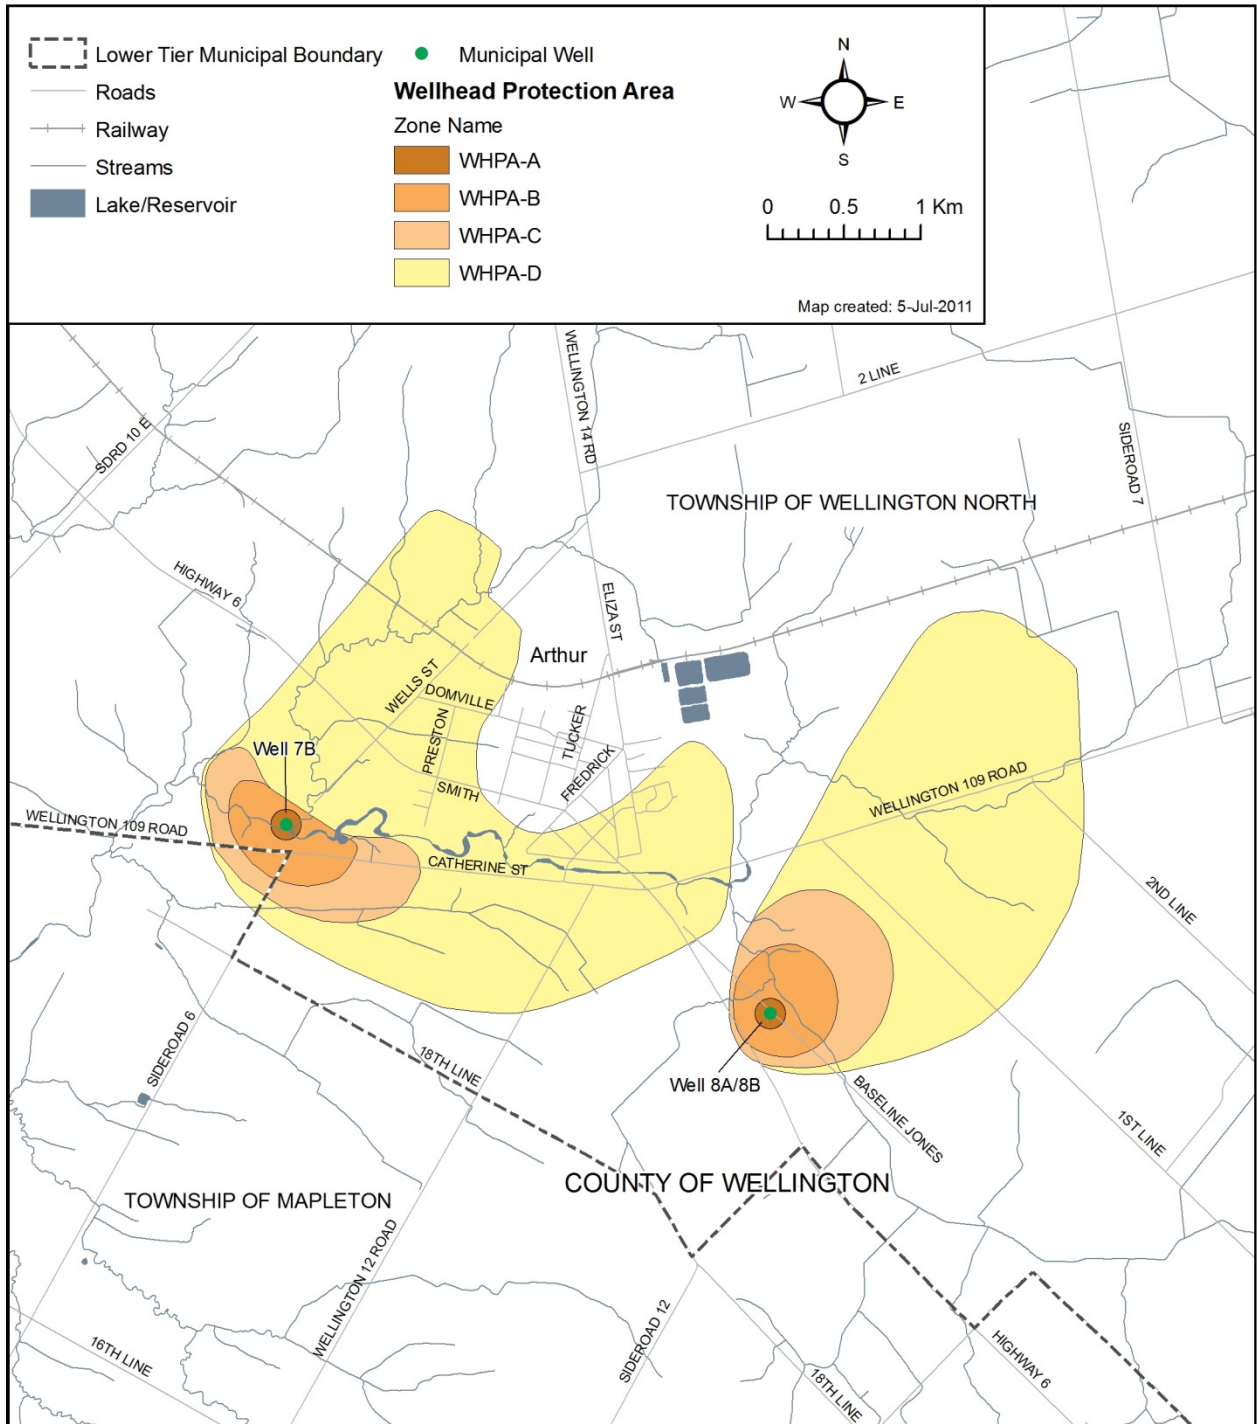 Lower Tier Municipal Boundary
Roads
Railway
Streams
Lake/Reservoir
Municipal Well
Wellhead Protection Area
Zone Name
WHPA-A
WHPA-B
WHPA-C
WHPA-D
N
W E
S
0 0.5 1 Km
Map created: 5-Jul-2011
WELLINGTON 14 RD
2 LINE
SDRD 10 E
SIDEROAD 7
TOWNSHIP OF WELLINGTON NORTH
HIGHWAY 6
ELIZA ST
Arthur
WELLS ST
DOMVILLE
PRESTON
TUCKER
FREDRICK
Well 7B
SMITH
WELLINGTON 109 ROAD
WELLINGTON 109 ROAD
CATHERINE ST
2ND LINE
SIDEROAD 6
18TH LINE
Well 8A/8B
BASELINE JONES
1ST LINE
COUNTY OF WELLINGTON
TOWNSHIP OF MAPLETON
WELLINGTON 12 ROAD
SIDEROAD 12
16TH LINE
18TH LINE
HIGHWAY 6